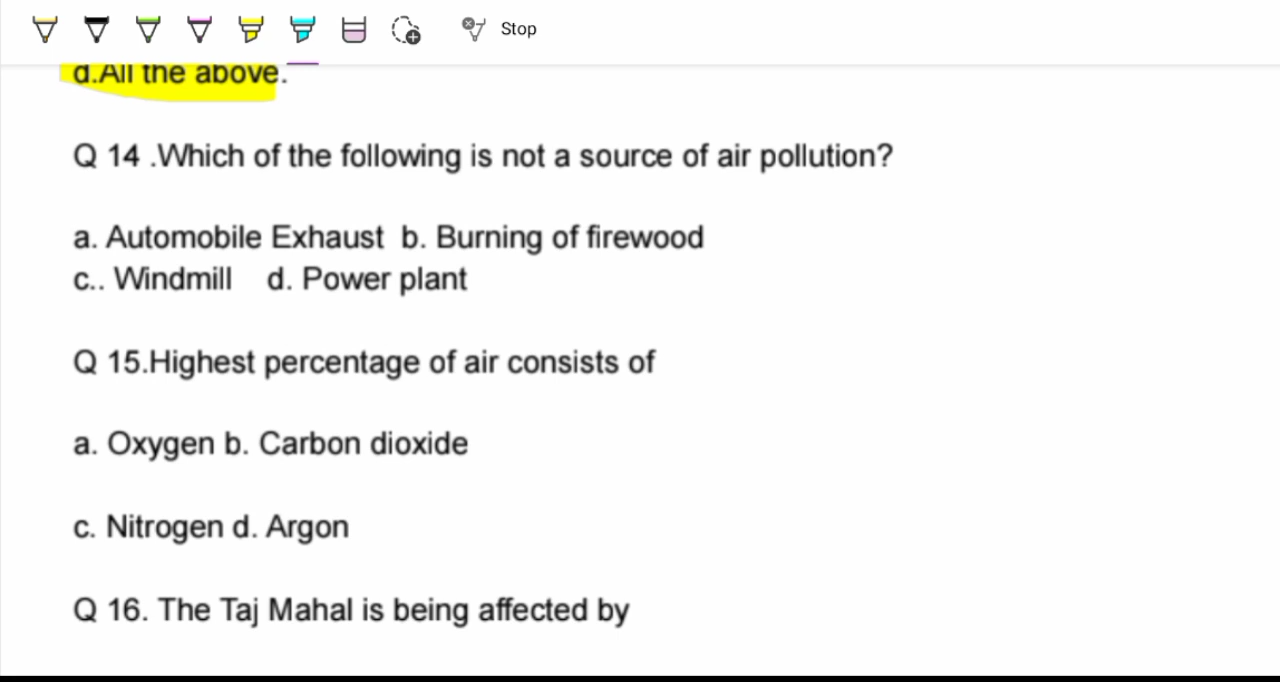 Stop
d.All the above.
Q 14 .Which of the following is not a source of air pollution?
a. Automobile Exhaust b. Burning of firewood
c.. Windmill d. Power plant
Q 15.Highest percentage of air consists of
a. Oxygen b. Carbon dioxide
c. Nitrogen d. Argon
Q 16. The Taj Mahal is being affected by